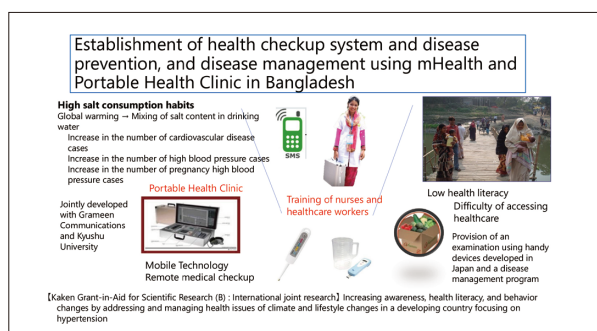 Establishment of health checkup system and disease
prevention, and disease management using mHealth and
Portable Health Clinic in Bangladesh
High salt consumption habits
Global warming → Mixing of salt content in drinking
water
Increase in the number of cardiovascular disease
cases
Increase in the number of high blood pressure cases
Increase in the number of pregnancy high blood
pressure cases
SMS
Portable Health Clinic
Jointly developed
with Grameen
Communications
and Kyushu
University
Mobile Technology
Remote medical checkup
Training of nurses and
healthcare workers
Low health literacy
Difficulty of accessing
healthcare
Provision of an
examination using handy
devices developed in
Japan and a disease
management program
【Kaken Grant-in-Aid for Scientific Research (B) : International joint research】 Increasing awareness, health literacy, and behavior
changes by addressing and managing health issues of climate and lifestyle changes in a developing country focusing on
hypertension